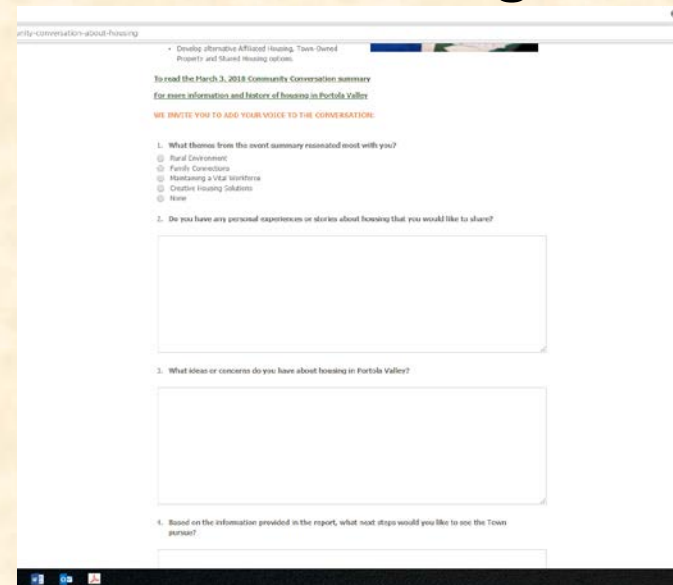 unity-conversation-about-housing
• Develop alternative Affiliated Housing, Town-Owned
Property and Shared Housing options.
To read the March 3, 2018 Community Conversation summary
For more information and history of housing in Portola Valley
WE INVITE YOU TO ADD YOUR VOICE TO THE CONVERSATION:
1. What themes from the event summary resonated most with you?
Rural Environment
Family Connections
Maintaining a Vital Workforce
Creative Housing Solutions
None
2. Do you have any personal experiences or stories about housing that you would like to share?
3. What ideas or concerns do you have about housing in Portola Valley?
4. Based on the information provided in the report, what next steps would you like to see the Town
pursue?